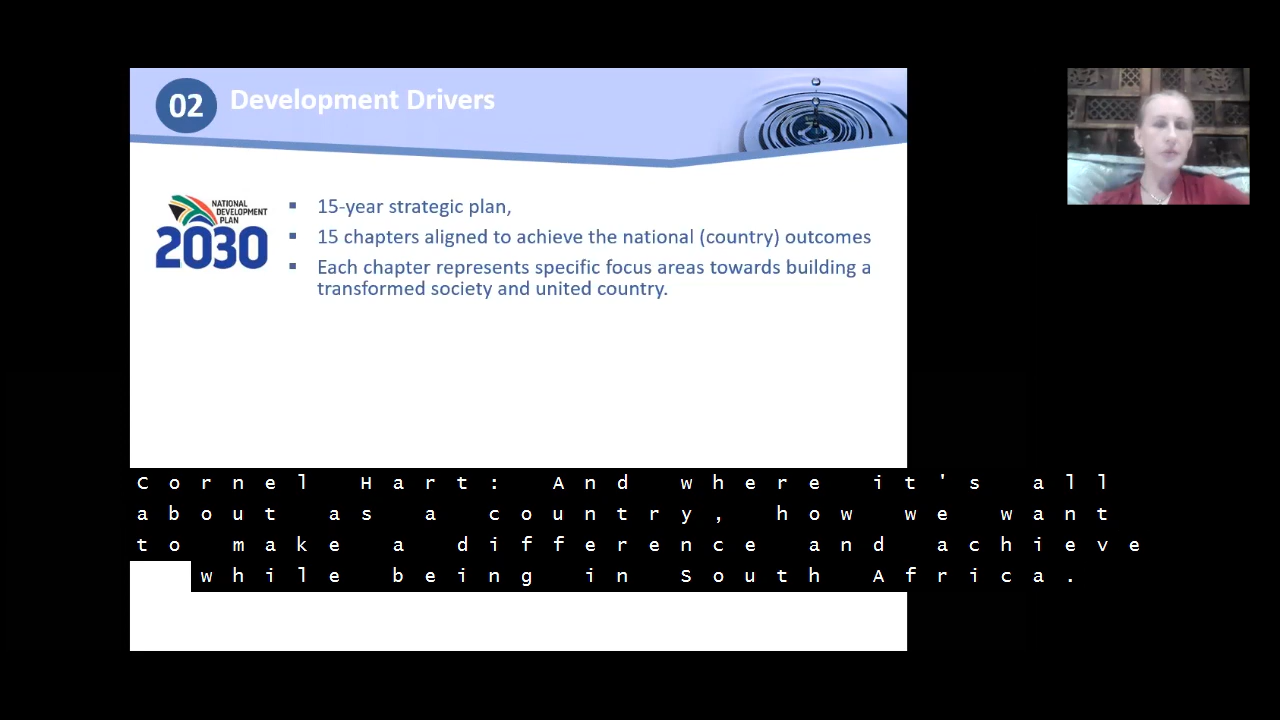 02
Development Drivers
NATIONAL
DEVELOPMENT
PLAN
2030
▪ 15-year strategic plan,
▪ 15 chapters aligned to achieve the national (country) outcomes
▪ Each chapter represents specific focus areas towards building a
transformed society and united country.
Cornel Hart: And where it's all
about as a country, how we want
to make a difference and achieve
while being in South Africa.